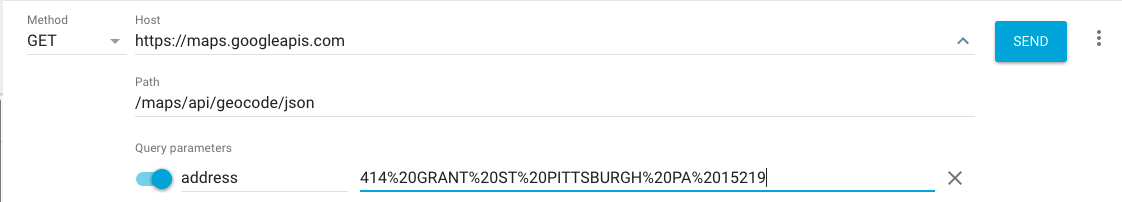 Method
Host
GET
https://maps.googleapis.com
SEND
Path
/maps/api/geocode/json
Query parameters
address
414%20GRANT%20ST%20PITTSBURGH%20PA%2015219